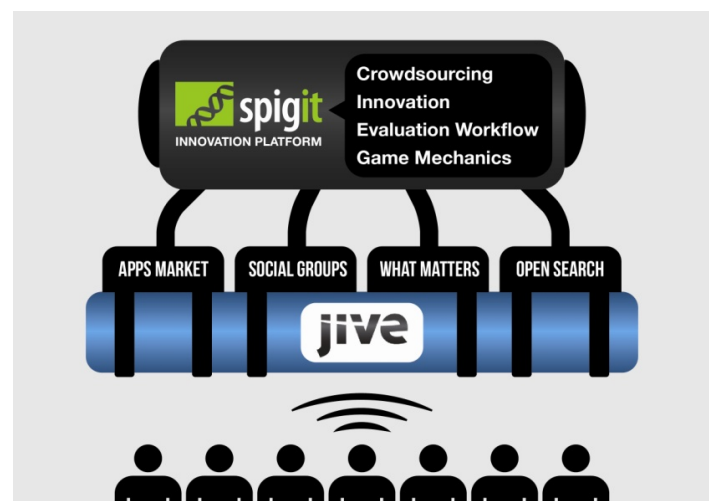 spigit
INNOVATION PLATFORM
Crowdsourcing
Innovation
Evaluation Workflow
Game Mechanics
APPS MARKET
SOCIAL GROUPS
WHAT MATTERS
OPEN SEARCH
jive